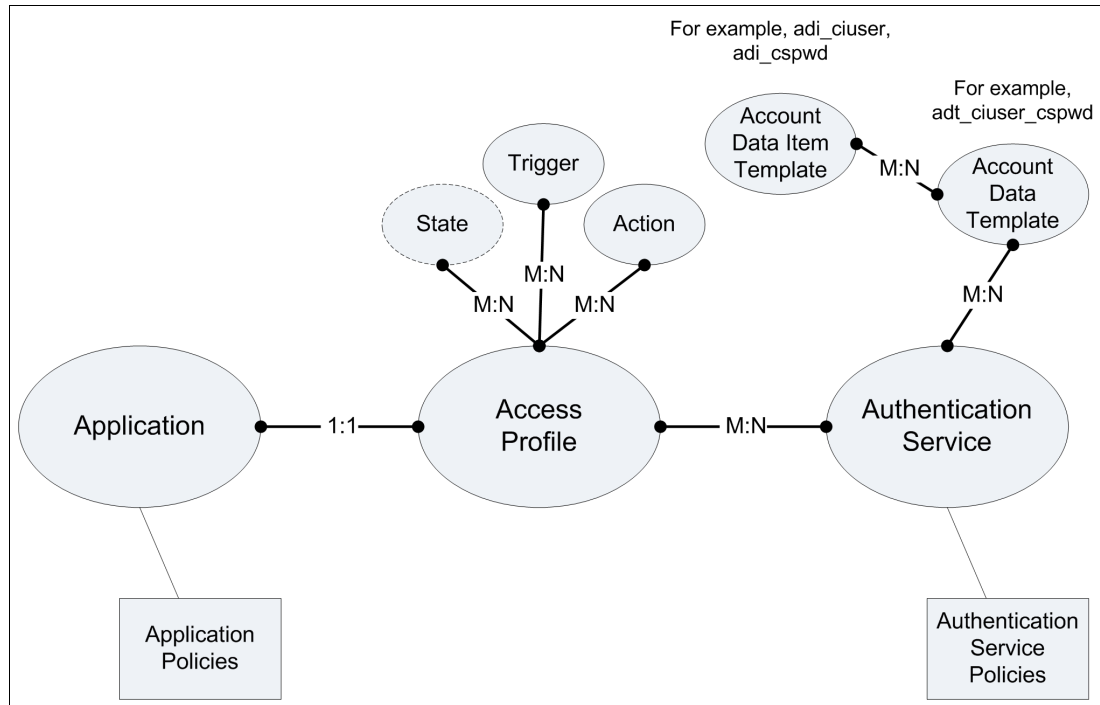 For example, adi_ciuser,
adi_cspwd
For example,
adt_ciuser_cspwd
Account
Data Item
Template
M:N
Account
Data
Template
Trigger
State
Action
M:N
M:N
M:N
M:N
Application
1:1
Access
Profile
M:N
Authentication
Service
Application
Policies
Authentication
Service
Policies